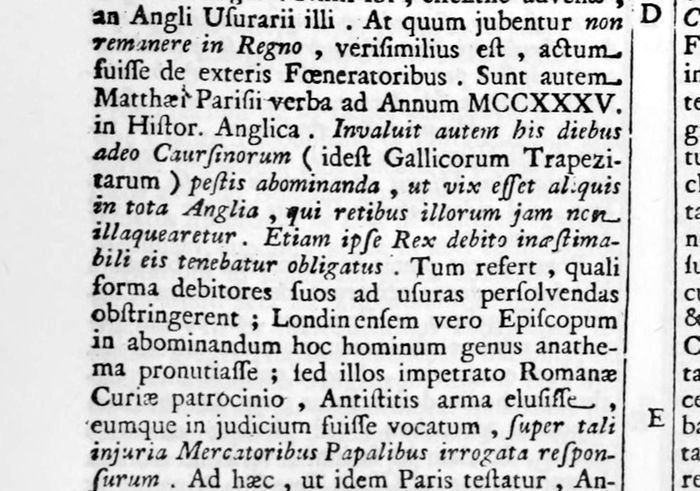 an Angli Uſurarii illi . At quum jubentur non
remanere in Regno , veriſimilius eſt , actum
fuiſſe de exteris Fœneratoribus . Sunt autem
Matthæi Pariſii verba ad Annum MCCXXXV.
in Hiſtor. Anglica . Invaluit autem his diebus
adeo Caurſinorum ( ideſt Gallicorum Trapezi-
tarum ) peſtis abominanda , ut vix eſſet aliquis
in tota Anglia , qui retibus illorum jam non
illaquearetur . Etiam ipſe Rex debito inæſtima-
bili eis tenebatur obligatus . Tum refert , quali
forma debitores ſuos ad uſuras perſolvendas
obſtringerent ; Londinenſem vero Epiſcopum
in abominandum hoc hominum genus anathe-
ma pronutiaſſe ; ſed illos impetrato Romanæ
Curiæ patrocinio , Antiſtitis arma eluſiſſe ,
eumque in judicium fuiſſe vocatum , ſuper tali
injuria Mercatoribus Papalibus irrogata reſpon-
ſurum . Ad hæc , ut idem Paris teſtatur , An-
D
E